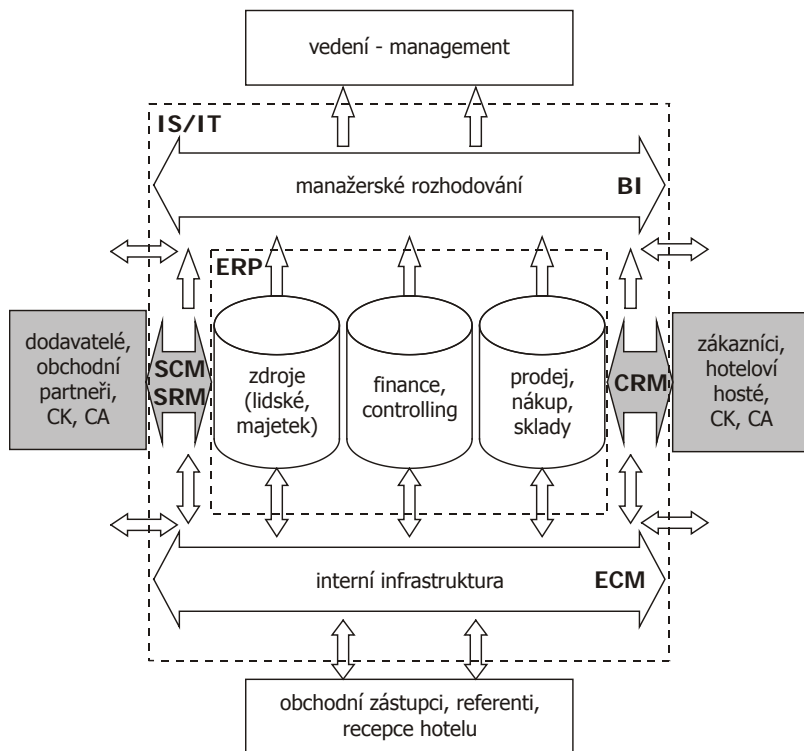 vedení - management
IS/IT
manažerské rozhodování
BI
ERP
dodavatelé,
obchodní
partneři,
CK, CA
SCM
SRM
zdroje
(lidské,
majetek)
finance,
controlling
prodej,
nákup,
sklady
CRM
zákazníci,
hoteloví
hosté,
CK, CA
interní infrastruktura
ECM
obchodní zástupci, referenti,
recepce hotelu